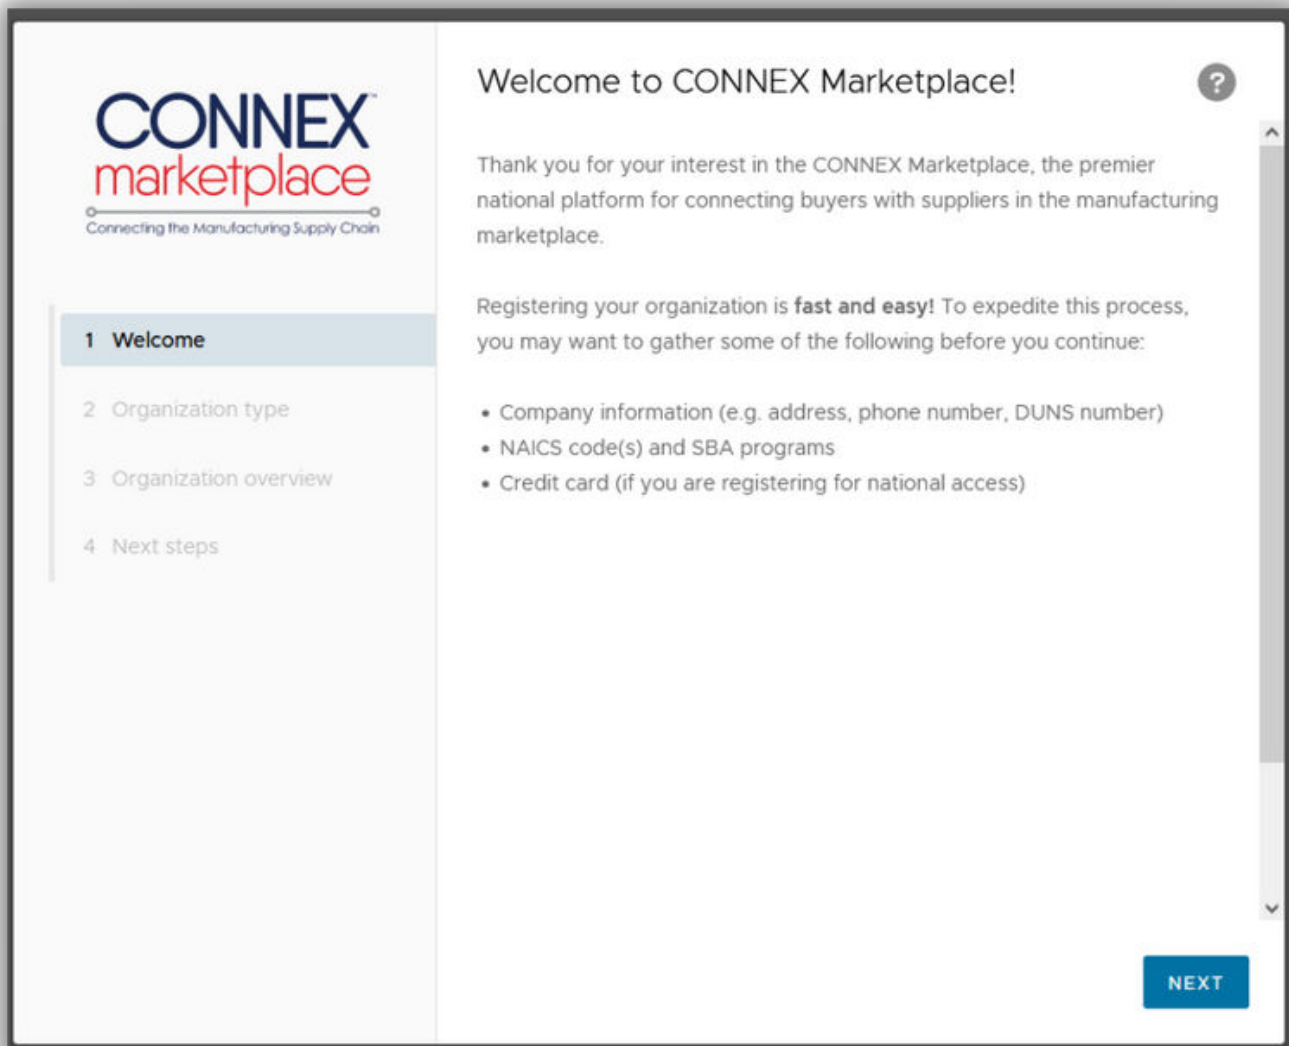 CONNEX™
marketplace
Connecting the Manufacturing Supply Chain
1 Welcome
2 Organization type
3 Organization overview
4 Next steps
Welcome to CONNEX Marketplace!
?
Thank you for your interest in the CONNEX Marketplace, the premier
national platform for connecting buyers with suppliers in the manufacturing
marketplace.
Registering your organization is fast and easy! To expedite this process,
you may want to gather some of the following before you continue:
• Company information (e.g. address, phone number, DUNS number)
• NAICS code(s) and SBA programs
• Credit card (if you are registering for national access)
NEXT